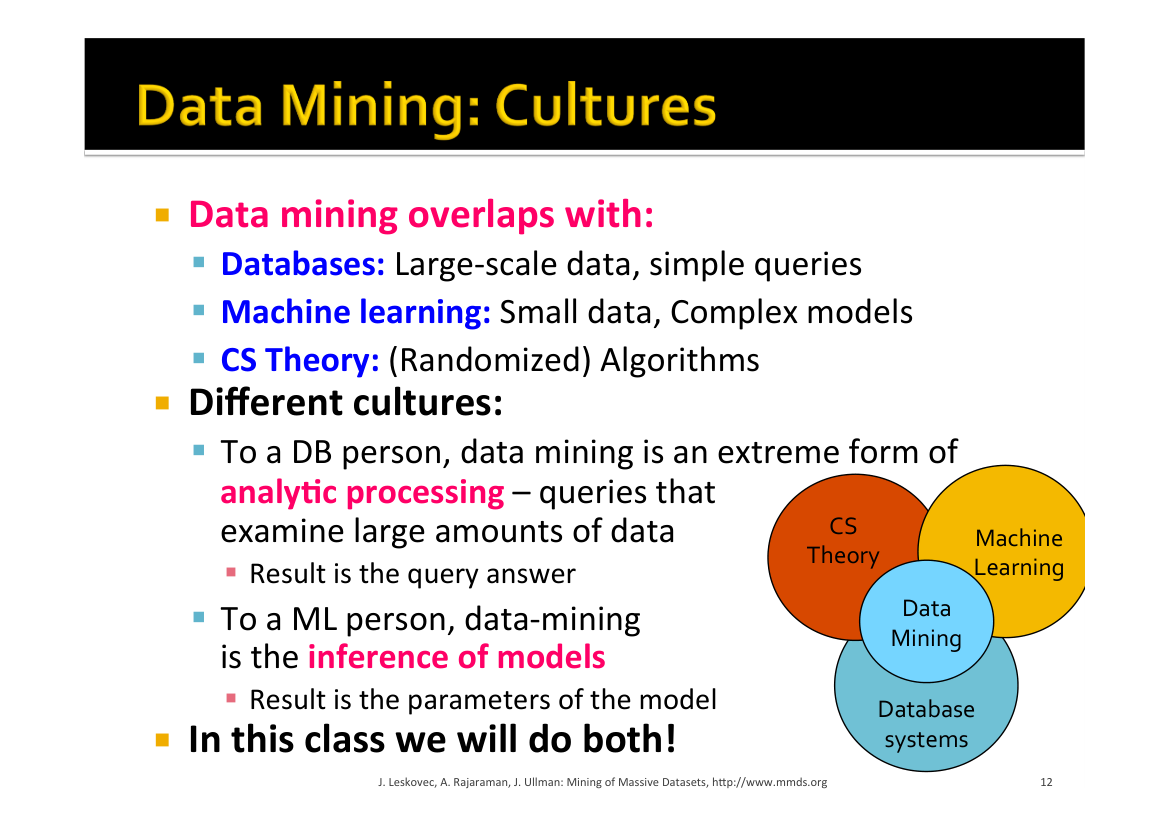 Data Mining: Cultures
Data mining overlaps with:
Databases: Large-scale data, simple queries
Machine learning: Small data, Complex models
CS Theory: (Randomized) Algorithms
Different cultures:
To a DB person, data mining is an extreme form of
analytic processing – queries that
examine large amounts of data
Result is the query answer
To a ML person, data-mining
is the inference of models
Result is the parameters of the model
In this class we will do both!
CS
Theory
Machine
Learning
Data
Mining
Database
systems
J. Leskovec, A. Rajaraman, J. Ullman: Mining of Massive Datasets, http://www.mmds.org
12